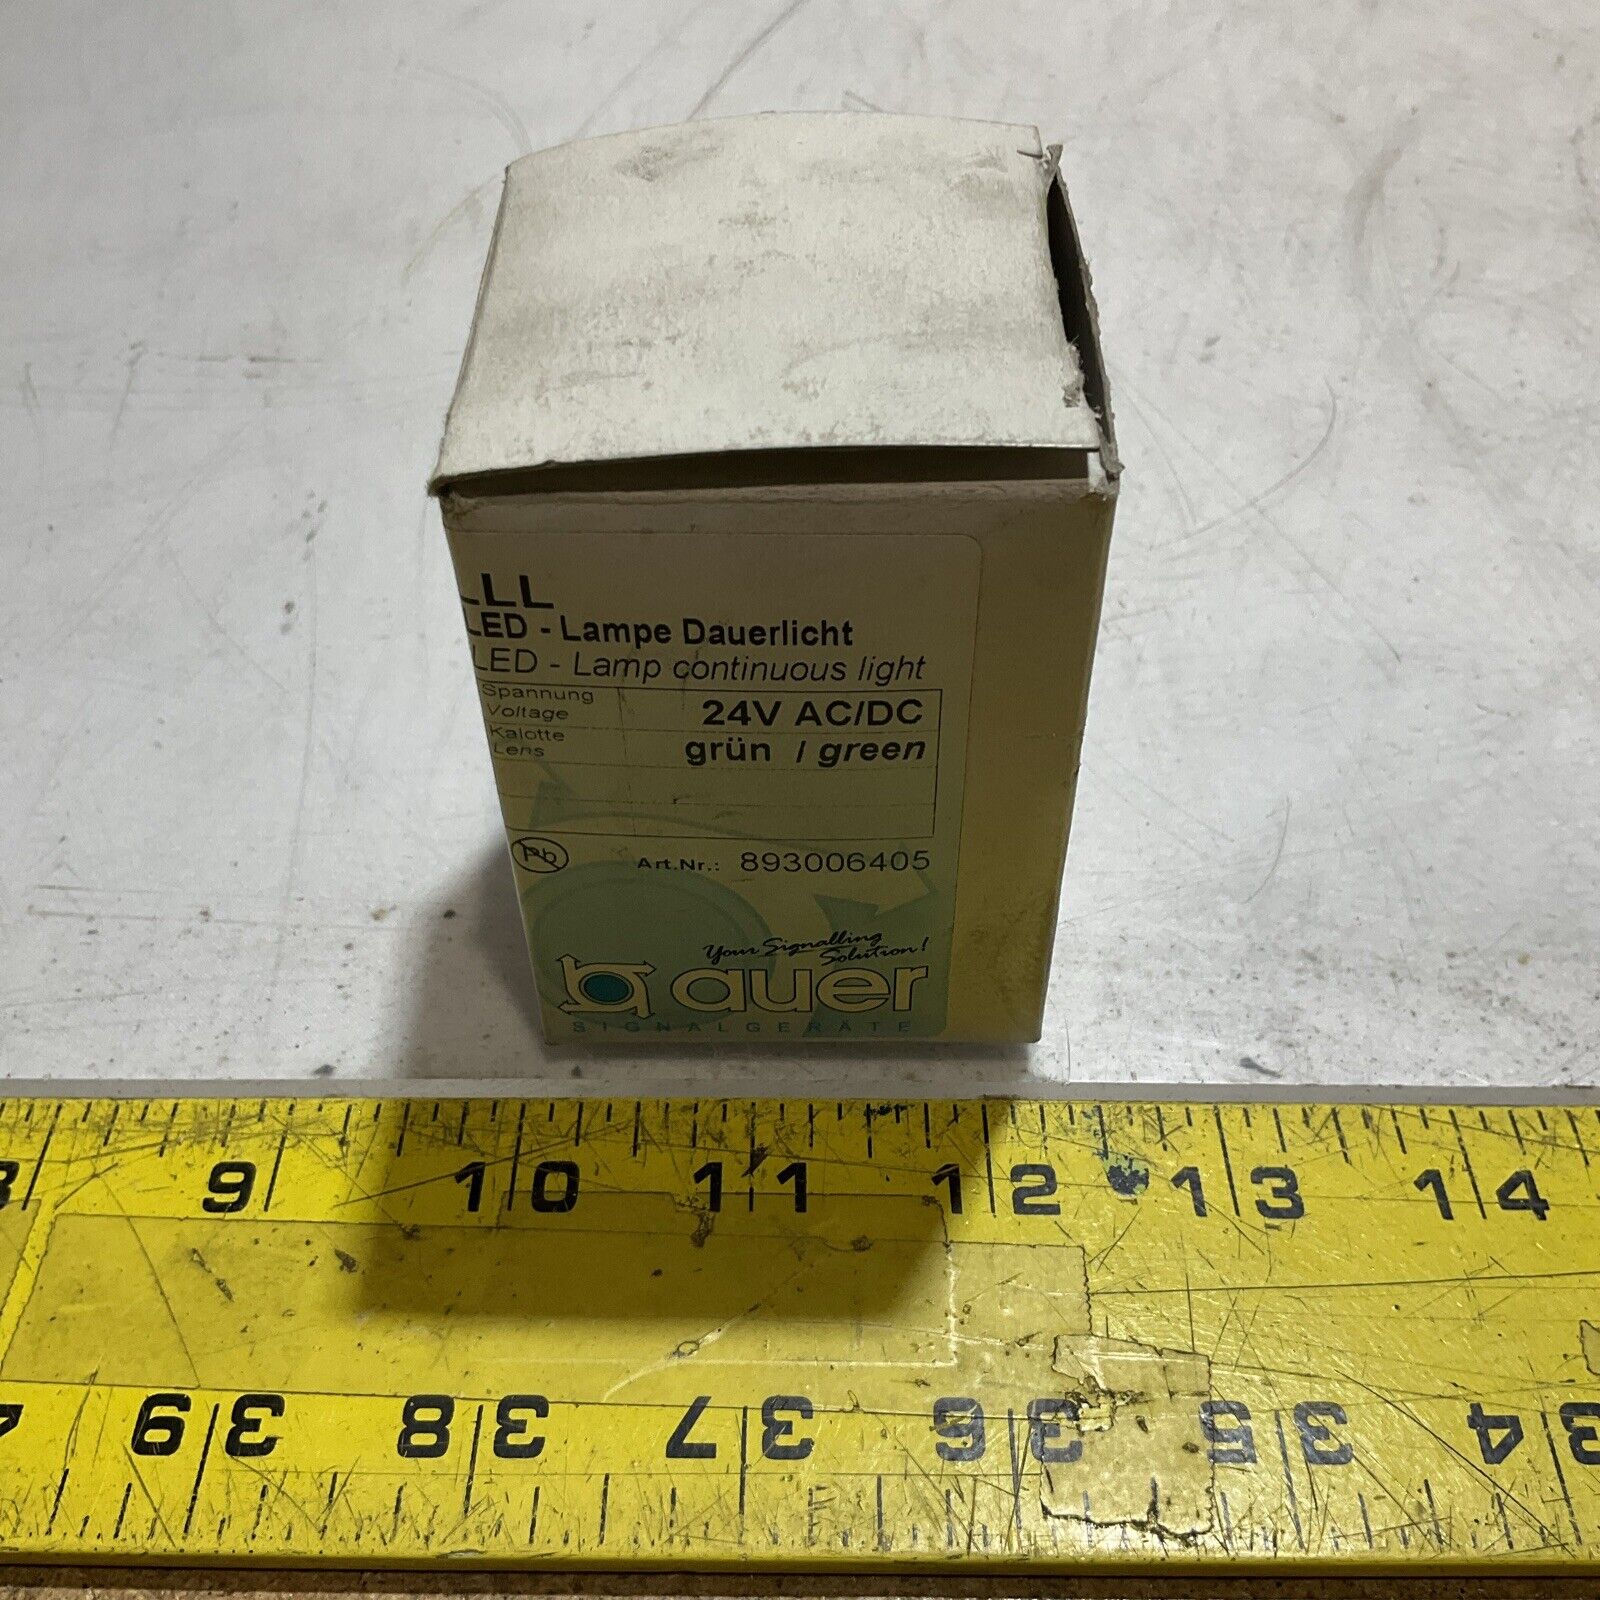 LLL
LED - Lampe Dauerlicht
LED - Lamp continuous light
Spannung
Voltage
24V AC/DC
Kalotte
Lens
grün / green
Pb
Art.Nr.: 893006405
Your Signalling
Solution!
auer
SIGNALGERÄTE
8 9 10 11 12 13 14
39 38 37 36 35 34